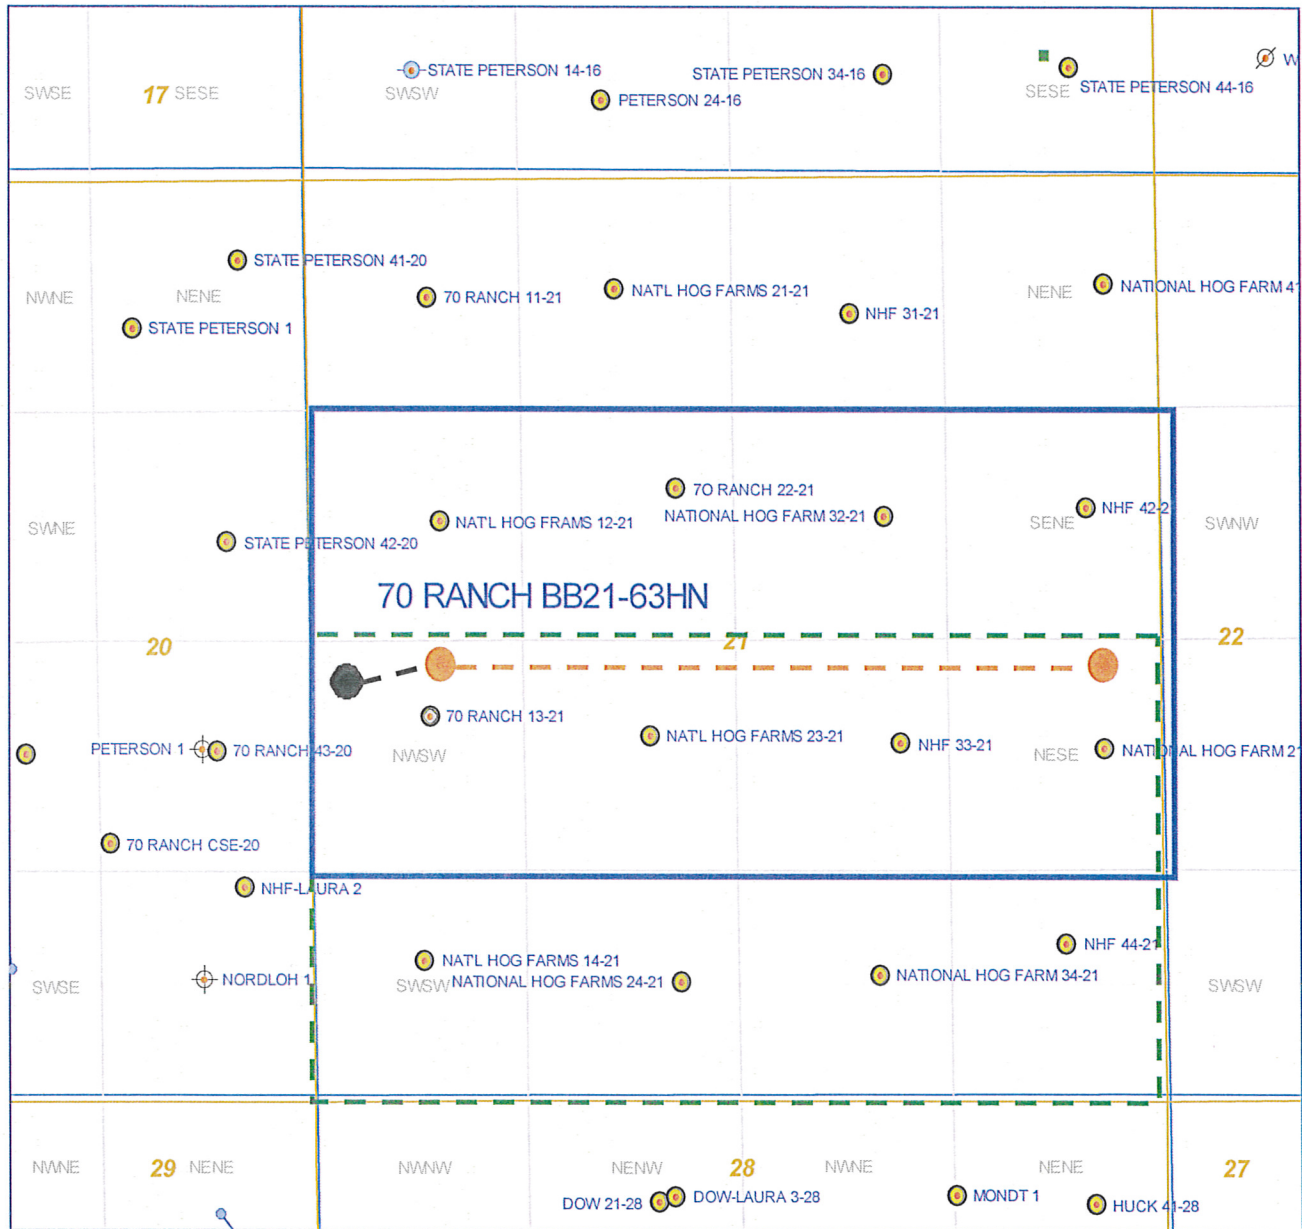 STATE PETERSON 14-16
STATE PETERSON 34-16
W
SWSE
17
SESE
SWSW
PETERSON 24-16
SESE
STATE PETERSON 44-16
STATE PETERSON 41-20
NWNE
NENE
70 RANCH 11-21
NAT'L HOG FARMS 21-21
NENE
NATIONAL HOG FARM 41
STATE PETERSON 1
NHF 31-21
7O RANCH 22-21
SWNE
NAT'L HOG FRAMS 12-21
NATIONAL HOG FARM 32-21
SENE
NHF 42-2
SWNW
STATE PETERSON 42-20
70 RANCH BB21-63HN
20
21
22
70 RANCH 13-21
PETERSON 1
70 RANCH 43-20
NWSW
NAT'L HOG FARMS 23-21
NHF 33-21
NESE
NATIONAL HOG FARM 21
70 RANCH CSE-20
NHF-LAURA 2
NHF 44-21
NAT'L HOG FARMS 14-21
NORDLOH 1
SWSE
SWSW
NATIONAL HOG FARMS 24-21
NATIONAL HOG FARM 34-21
SWSW
NWNE
29
NENE
NWNW
NENW
28
NWNE
NENE
27
DOW 21-28
DOW-LAURA 3-28
MONDT 1
HUCK 41-28